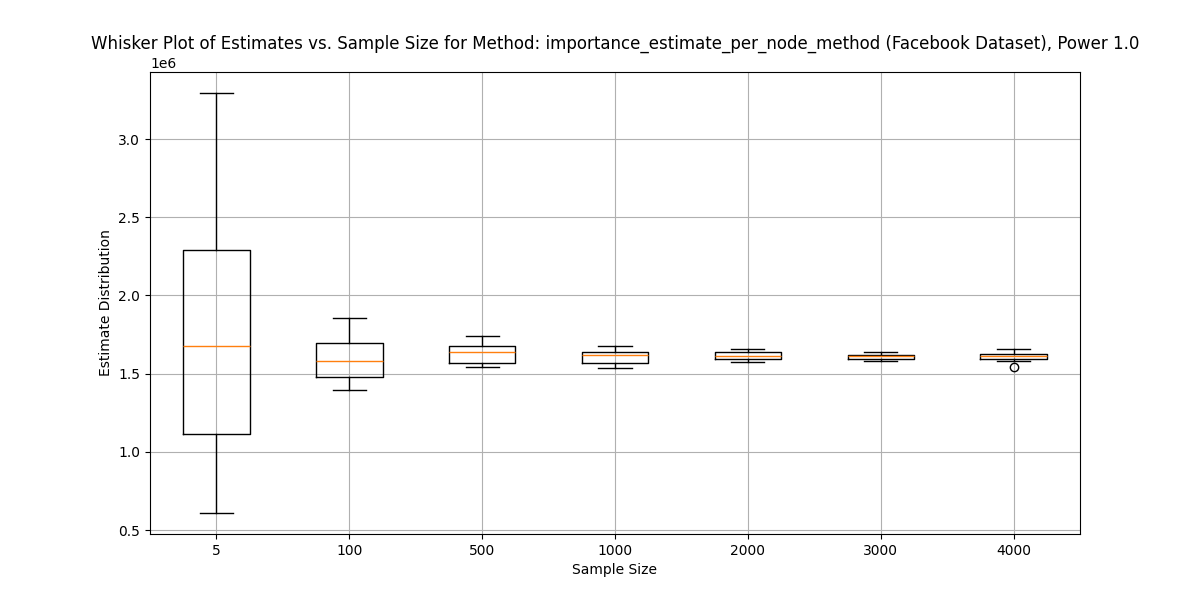 Whisker Plot of Estimates vs. Sample Size for Method: importance_estimate_per_node_method (Facebook Dataset), Power 1.0
1e6
3.0
2.5
2.0
1.5
1.0
0.5
Estimate Distribution
5 100 500 1000 2000 3000 4000
Sample Size